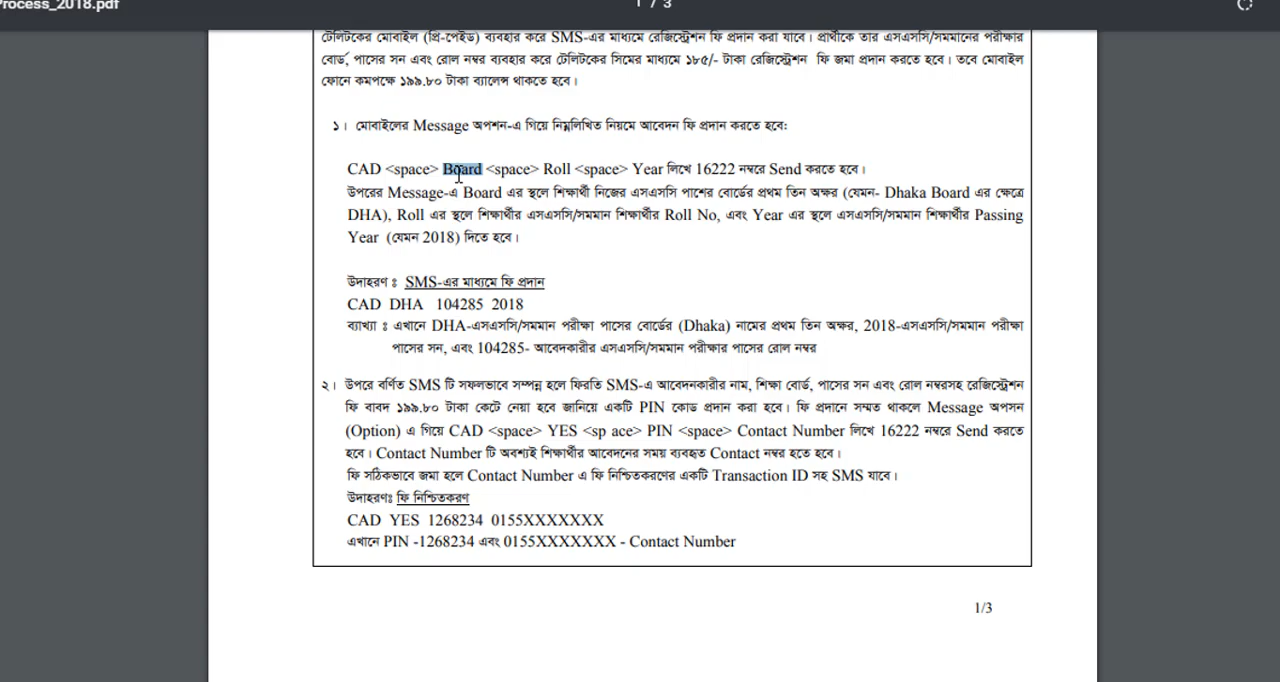 Process_2018.pdf
1 / 3
টেলিটকের মোবাইল (প্রি-পেইড) ব্যবহার করে SMS-এর মাধ্যমে রেজিস্ট্রেশন ফি প্রদান করা যাবে। প্রার্থীকে তার এসএসসি/সমমানের পরীক্ষার
বোর্ড, পাসের সন এবং রোল নম্বর ব্যবহার করে টেলিটকের সিমের মাধ্যমে ১৮৫/- টাকা রেজিস্ট্রেশন ফি জমা প্রদান করতে হবে। তবে মোবাইল
ফোনে কমপক্ষে ১৯৯.৮০ টাকা ব্যালেন্স থাকতে হবে।
১। মোবাইলের Message অপশন-এ গিয়ে নিম্নলিখিত নিয়মে আবেদন ফি প্রদান করতে হবে:
CAD <space> Board <space> Roll <space> Year লিখে 16222 নম্বরে Send করতে হবে।
উপরের Message-এ Board এর স্থলে শিক্ষার্থী নিজের এসএসসি পাশের বোর্ডের প্রথম তিন অক্ষর (যেমন- Dhaka Board এর ক্ষেত্রে
DHA), Roll এর স্থলে শিক্ষার্থীর এসএসসি/সমমান শিক্ষার্থীর Roll No, এবং Year এর স্থলে এসএসসি/সমমান শিক্ষার্থীর Passing
Year (যেমন 2018) দিতে হবে।
উদাহরণ ঃ SMS-এর মাধ্যমে ফি প্রদান
CAD DHA 104285 2018
ব্যাখ্যা ঃ এখানে DHA-এসএসসি/সমমান পরীক্ষা পাসের বোর্ডের (Dhaka) নামের প্রথম তিন অক্ষর, 2018-এসএসসি/সমমান পরীক্ষা
পাসের সন, এবং 104285- আবেদকারীর এসএসসি/সমমান পরীক্ষার পাসের রোল নম্বর
২। উপরে বর্ণিত SMS টি সফলভাবে সম্পন্ন হলে ফিরতি SMS-এ আবেদনকারীর নাম, শিক্ষা বোর্ড, পাসের সন এবং রোল নম্বরসহ রেজিস্ট্রেশন
ফি বাবদ ১৯৯.৮০ টাকা কেটে নেয়া হবে জানিয়ে একটি PIN কোড প্রদান করা হবে। ফি প্রদানে সম্মত থাকলে Message অপসন
(Option) এ গিয়ে CAD <space> YES <sp ace> PIN <space> Contact Number লিখে 16222 নম্বরে Send করতে
হবে। Contact Number টি অবশ্যই শিক্ষার্থীর আবেদনের সময় ব্যবহৃত Contact নম্বর হতে হবে।
ফি সঠিকভাবে জমা হলে Contact Number এ ফি নিশ্চিতকরণের একটি Transaction ID সহ SMS যাবে।
উদাহরণঃ ফি নিশ্চিতকরণ
CAD YES 1268234 0155XXXXXXX
এখানে PIN -1268234 এবং 0155XXXXXXX - Contact Number
1/3